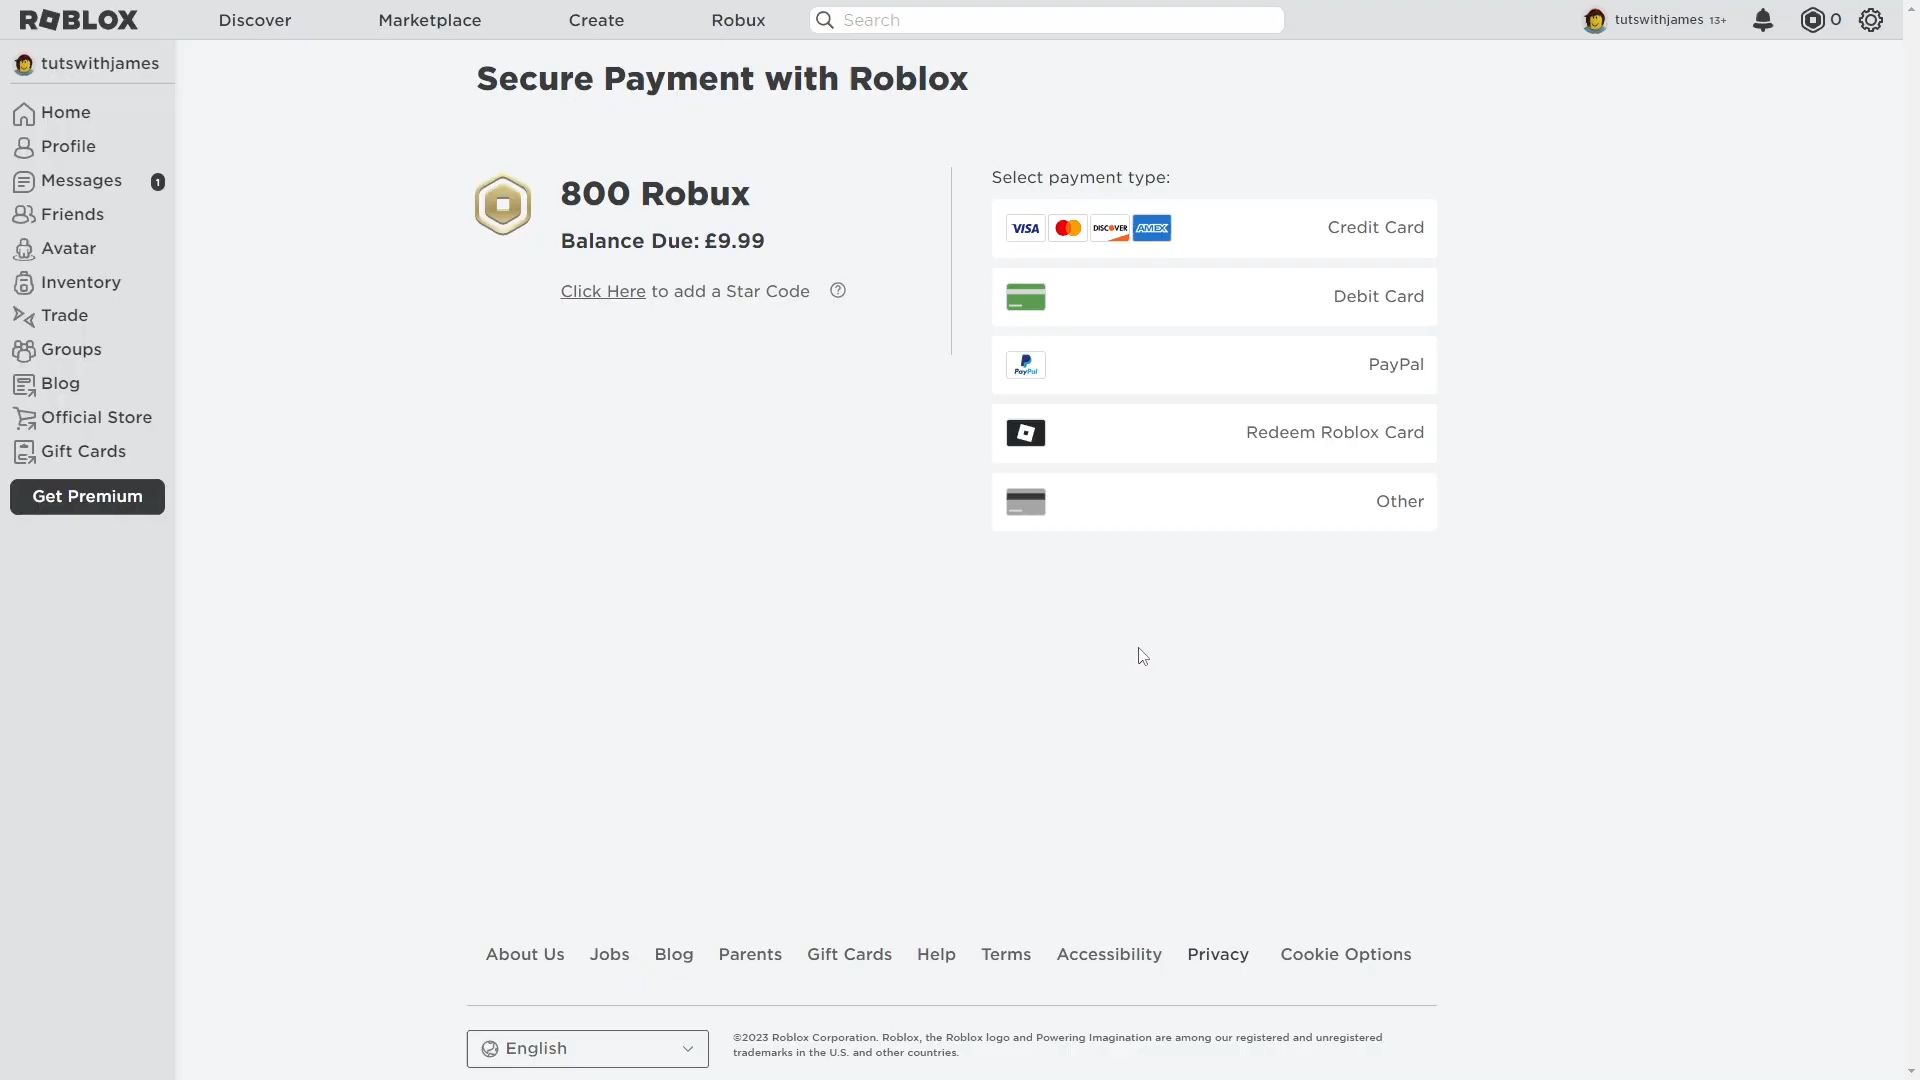 ROBLOX
Discover
Marketplace
Create
Robux
Search
tutswithjames 13+
0
tutswithjames
Home
Profile
Messages 1
Friends
Avatar
Inventory
Trade
Groups
Blog
Official Store
Gift Cards
Get Premium
Secure Payment with Roblox
800 Robux
Balance Due: £9.99
Click Here to add a Star Code
Select payment type:
VISA DISCOVER AMEX Credit Card
Debit Card
PayPal PayPal
Redeem Roblox Card
Other
About Us Jobs Blog Parents Gift Cards Help Terms Accessibility Privacy Cookie Options
English
©2023 Roblox Corporation. Roblox, the Roblox logo and Powering Imagination are among our registered and unregistered
trademarks in the U.S. and other countries.